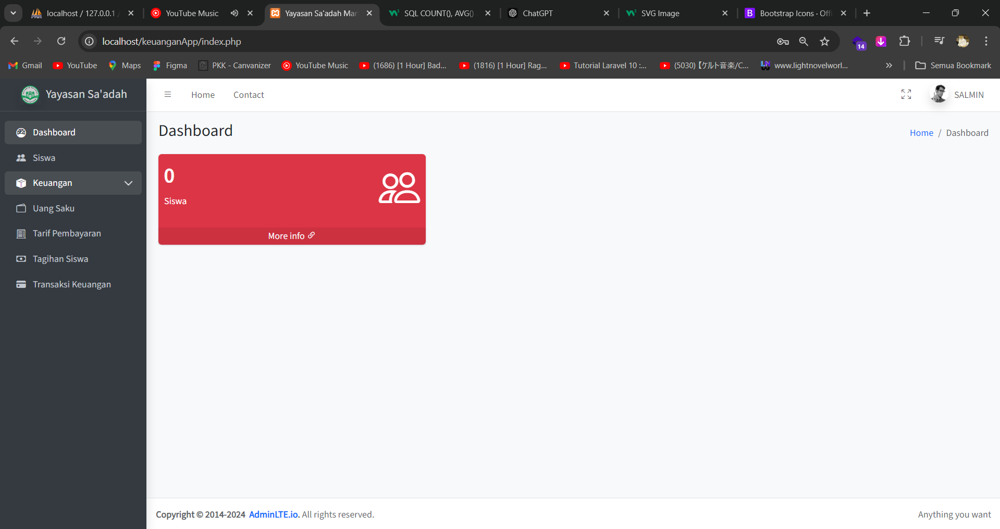 localhost / 127.0.0.1 /
YouTube Music
Yayasan Sa'adah Mar
SQL COUNT(), AVG()
ChatGPT
SVG Image
Bootstrap Icons · Offi
localhost/keuanganApp/index.php
14
Gmail
YouTube
Maps
Figma
PKK - Canvanizer
YouTube Music
(1686) [1 Hour] Bad...
(1816) [1 Hour] Rag...
Tutorial Laravel 10 :...
(5030) 【ケルト音楽/C...
www.lightnovelworl...
Semua Bookmark
Yayasan Sa'adah
Home
Contact
SALMIN
Dashboard
Siswa
Keuangan
Uang Saku
Tarif Pembayaran
Tagihan Siswa
Transaksi Keuangan
Dashboard
Home / Dashboard
0
Siswa
More info
Copyright © 2014-2024 AdminLTE.io. All rights reserved.
Anything you want